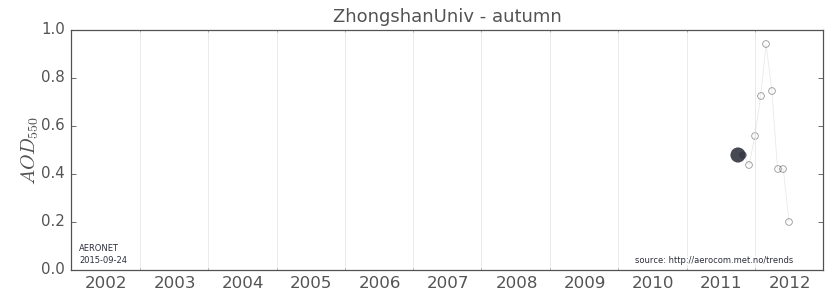 ZhongshanUniv - autumn
1.0
0.8
0.6
0.4
0.2
0.0
AOD550
AERONET
2015-09-24
source: http://aerocom.met.no/trends
2002 2003 2004 2005 2006 2007 2008 2009 2010 2011 2012